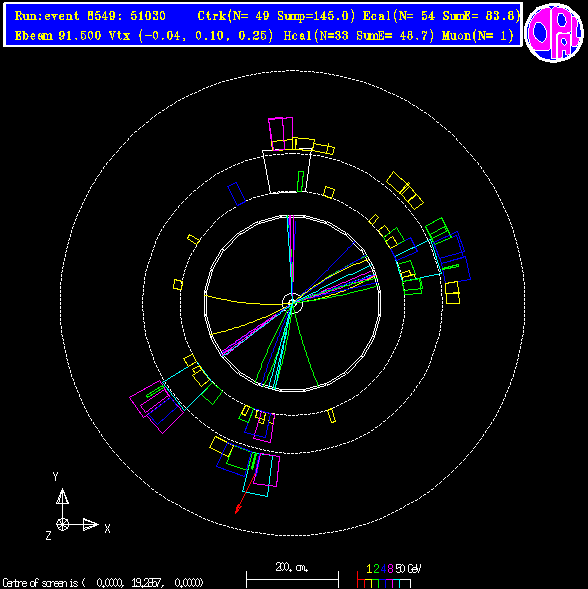 Run:event 8549: 51030 Ctrk(N= 49 Sump=145.0) Ecal(N= 54 SumE= 83.8)
Ebeam 91.500 Vtx (-0.04, 0.10, 0.25) Hcal(N=33 SumE= 48.7) Muon(N= 1)
OPAL
Y
X
Z
200. cm.
1 2 4 8 50 GeV
Centre of screen is ( 0.0000, 19.2857, 0.0000)